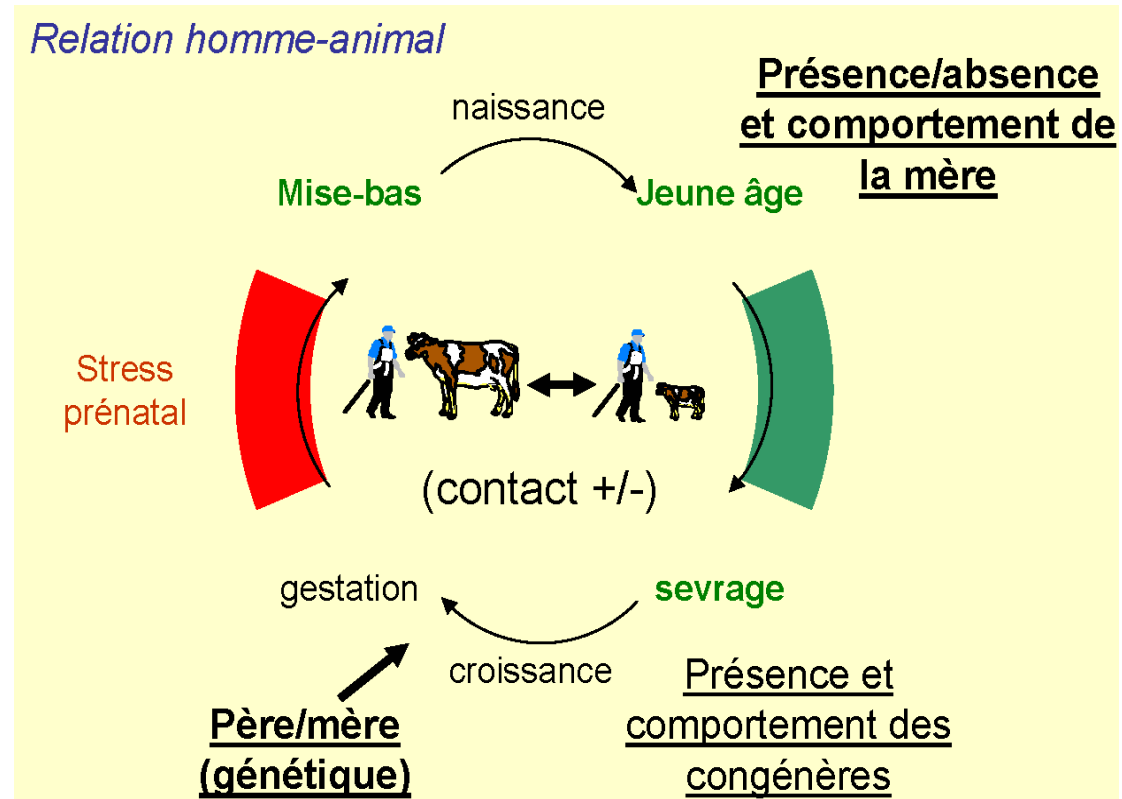 Relation homme-animal
Présence/absence
et comportement de
la mère
naissance
Mise-bas
Jeune âge
Stress
prénatal
(contact +/-)
gestation
sevrage
croissance
Père/mère
(génétique)
Présence et
comportement des
congénères